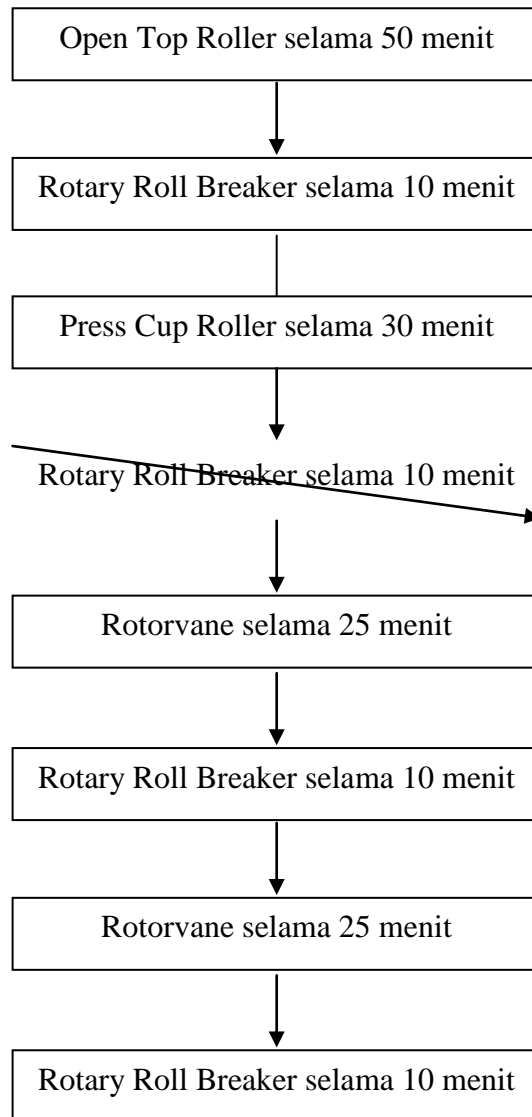 Open Top Roller selama 50 menit
Rotary Roll Breaker selama 10 menit
Press Cup Roller selama 30 menit
Rotary Roll Breaker selama 10 menit
Rotorvane selama 25 menit
Rotary Roll Breaker selama 10 menit
Rotorvane selama 25 menit
Rotary Roll Breaker selama 10 menit